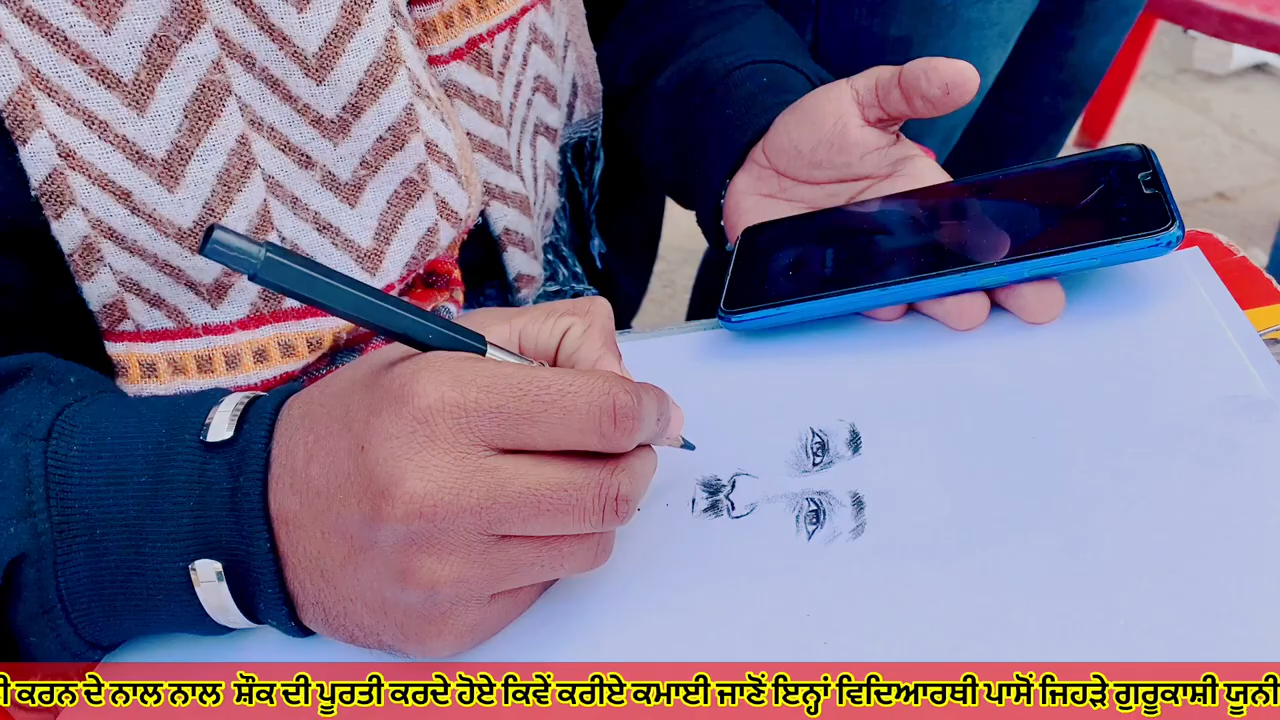 ਕਰਨ ਦੇ ਨਾਲ ਨਾਲ ਸ਼ੌਕ ਦੀ ਪੂਰਤੀ ਕਰਦੇ ਹੋਏ ਕਿਵੇਂ ਕਰੀਏ ਕਮਾਈ ਜਾਣੋਂ ਇਨ੍ਹਾਂ ਵਿਦਿਆਰਥੀ ਪਾਸੋਂ ਜਿਹੜੇ ਗੁਰੂਕਾਸ਼ੀ ਯੂਨੀ